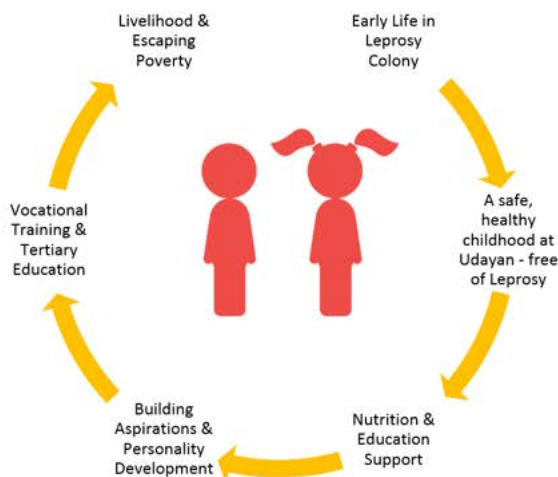 Livelihood &
Escaping
Poverty
Early Life in
Leprosy
Colony
A safe,
healthy
childhood at
Udayan - free
of Leprosy
Nutrition &
Education
Support
Building
Aspirations &
Personality
Development
Vocational
Training &
Tertiary
Education